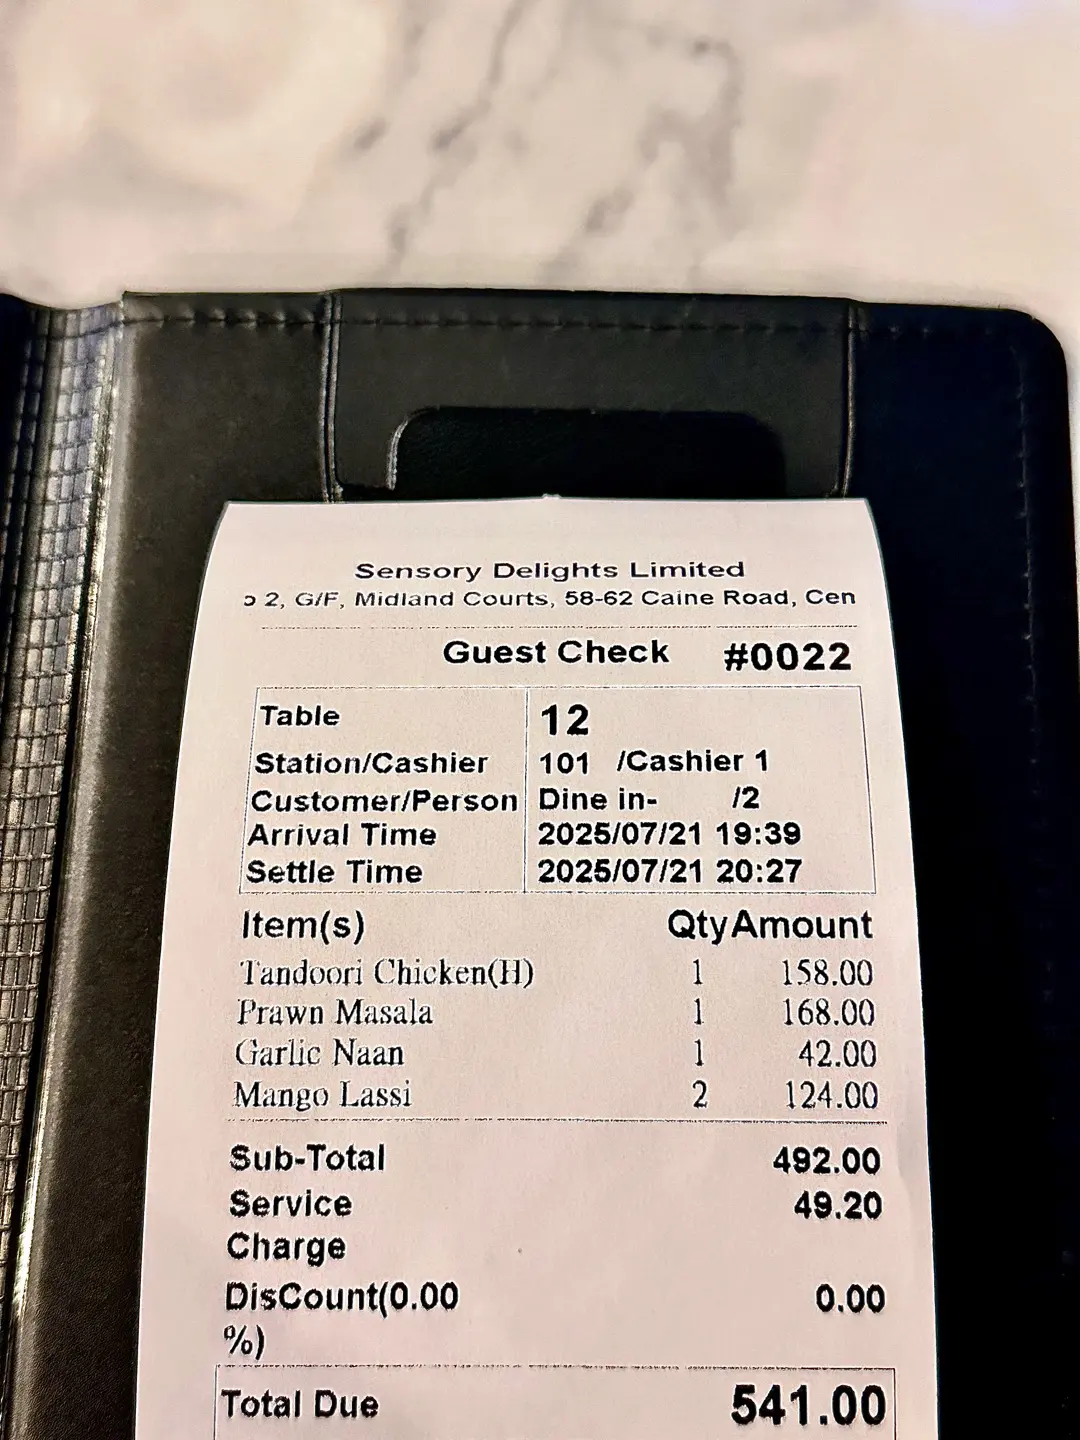 Sensory Delights Limited
2, G/F, Midland Courts, 58-62 Caine Road, Cen
Guest Check #0022
Table 12
Station/Cashier 101 /Cashier 1
Customer/Person Dine in- /2
Arrival Time 2025/07/21 19:39
Settle Time 2025/07/21 20:27
Item(s) Qty Amount
Tandoori Chicken(H) 1 158.00
Prawn Masala 1 168.00
Garlic Naan 1 42.00
Mango Lassi 2 124.00
Sub-Total 492.00
Service 49.20
Charge
DisCount(0.00 0.00
%)
Total Due 541.00